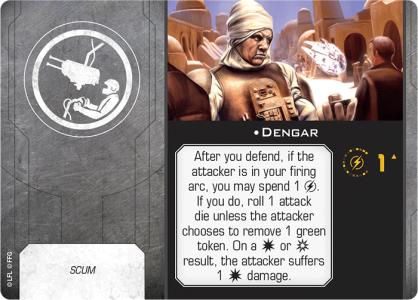 • DENGAR
After you defend, if the
attacker is in your firing
arc, you may spend 1 .
If you do, roll 1 attack
die unless the attacker
chooses to remove 1 green
token. On a or
result, the attacker suffers
1 damage.
1
SCUM
© LFL © FFG